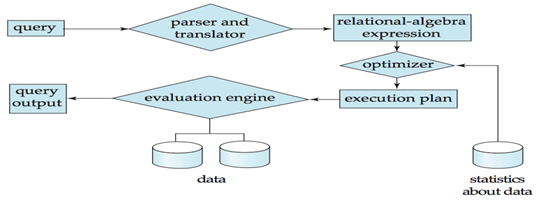 query
parser and
translator
relational-algebra
expression
optimizer
query
output
evaluation engine
execution plan
data
statistics
about data